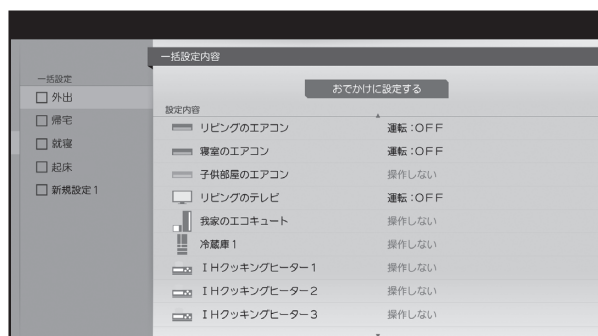 一括設定内容
一括設定
おでかけに設定する
□ 外出
設定内容
□ 帰宅
リビングのエアコン 運転：OFF
□ 就寝
寝室のエアコン 運転：OFF
□ 起床
子供部屋のエアコン 操作しない
□ 新規設定1
リビングのテレビ 運転：OFF
我家のエコキュート 操作しない
冷蔵庫1 操作しない
IHクッキングヒーター1 操作しない
IHクッキングヒーター2 操作しない
IHクッキングヒーター3 操作しない